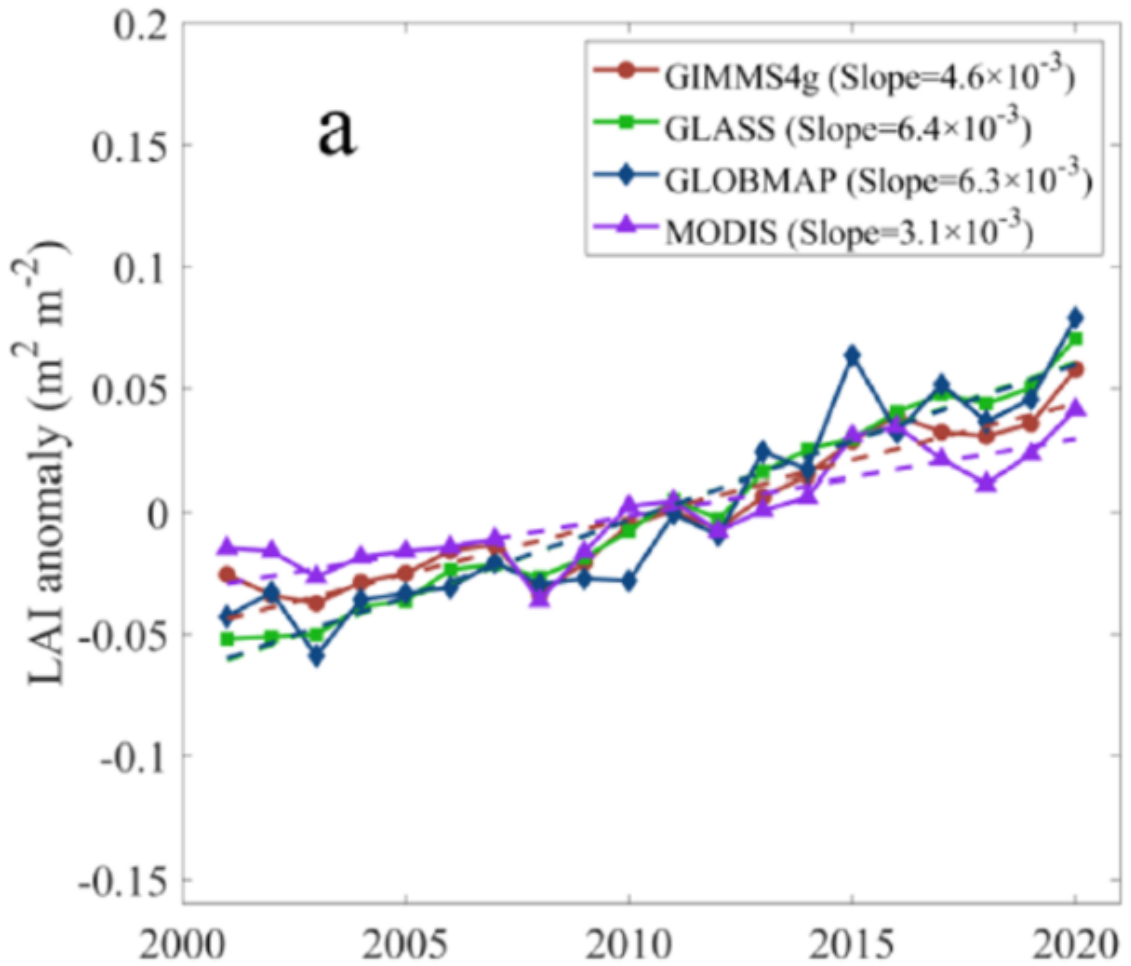 0.2
0.15
0.1
0.05
0
-0.05
-0.1
-0.15
LAI anomaly (m² m⁻²)
a
GIMMS4g (Slope=4.6×10⁻³)
GLASS (Slope=6.4×10⁻³)
GLOBMAP (Slope=6.3×10⁻³)
MODIS (Slope=3.1×10⁻³)
2000 2005 2010 2015 2020